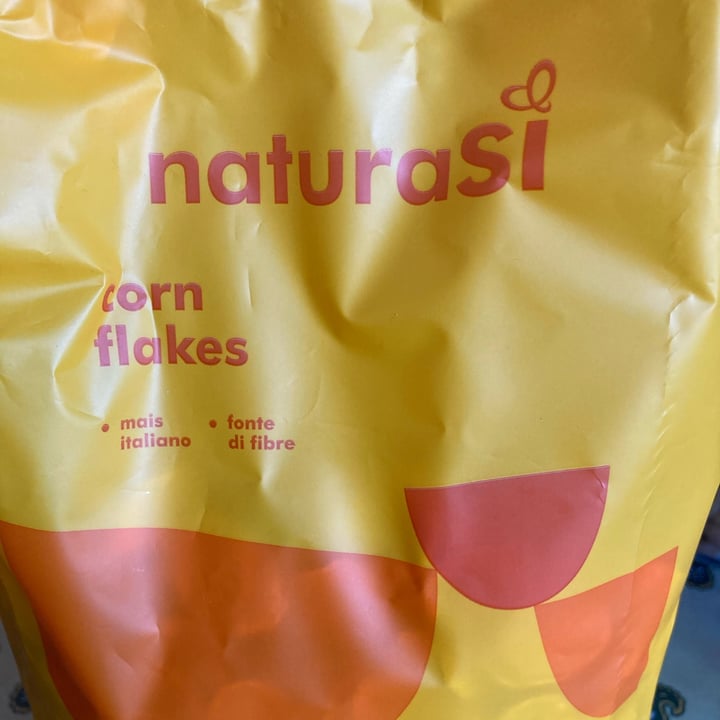 naturasì
corn
flakes
• mais
italiano
• fonte
di fibre